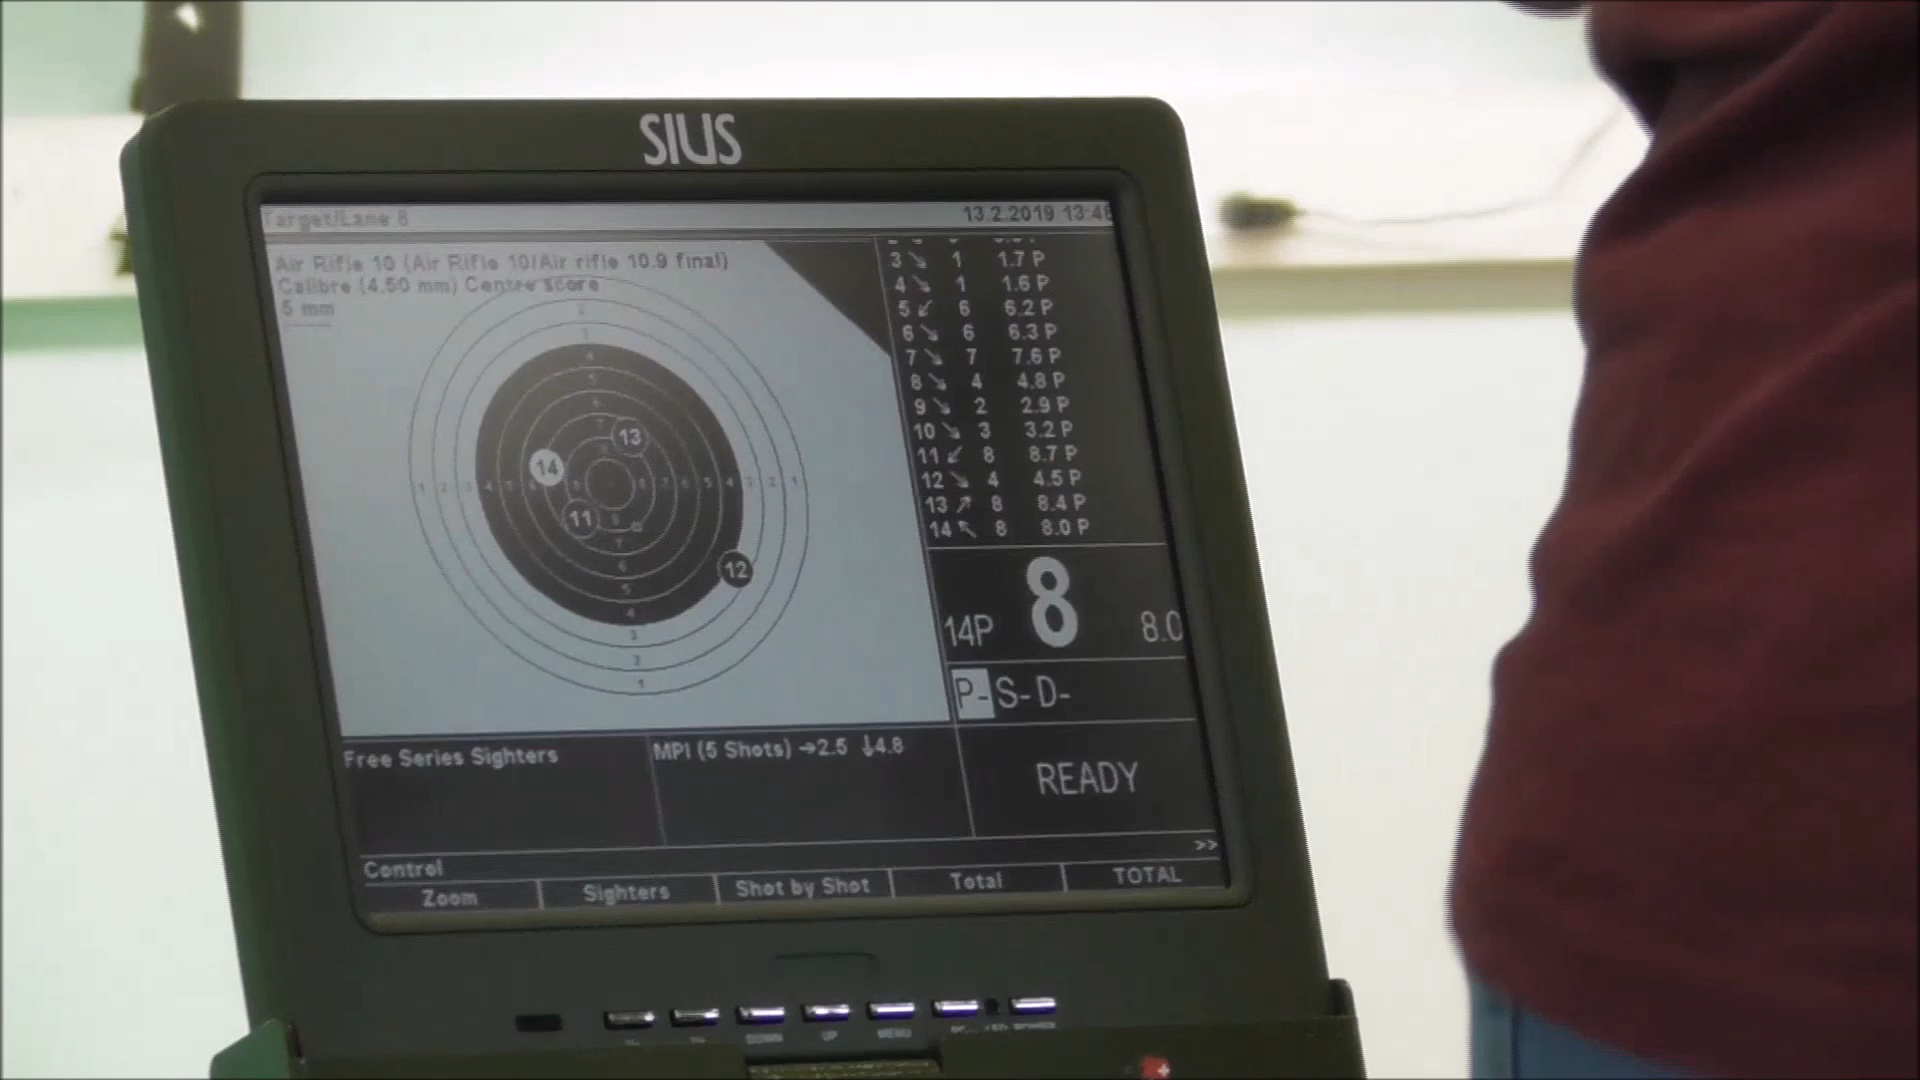 SIUS
Target/Lane 8
13.2.2019 13:48
Air Rifle 10 (Air Rifle 10/Air rifle 10.9 final)
Calibre (4.50 mm) Centre score
5 mm
3 ↘ 1 1.7 P
4 ↘ 1 1.6 P
5 ↙ 6 6.2 P
6 ↘ 6 6.3 P
7 ↘ 7 7.6 P
8 ↘ 4 4.8 P
9 ↘ 2 2.9 P
10 ↘ 3 3.2 P
11 ↙ 8 8.7 P
12 ↘ 4 4.5 P
13 ↗ 8 8.4 P
14 ↖ 8 8.0 P
13
14
11
12
14P 8 8.0
P- S- D-
Free Series Sighters
MPI (5 Shots) →2.5 ↓4.8
READY
>>
Control
Zoom Sighters Shot by Shot Total TOTAL
DOWN UP MENU